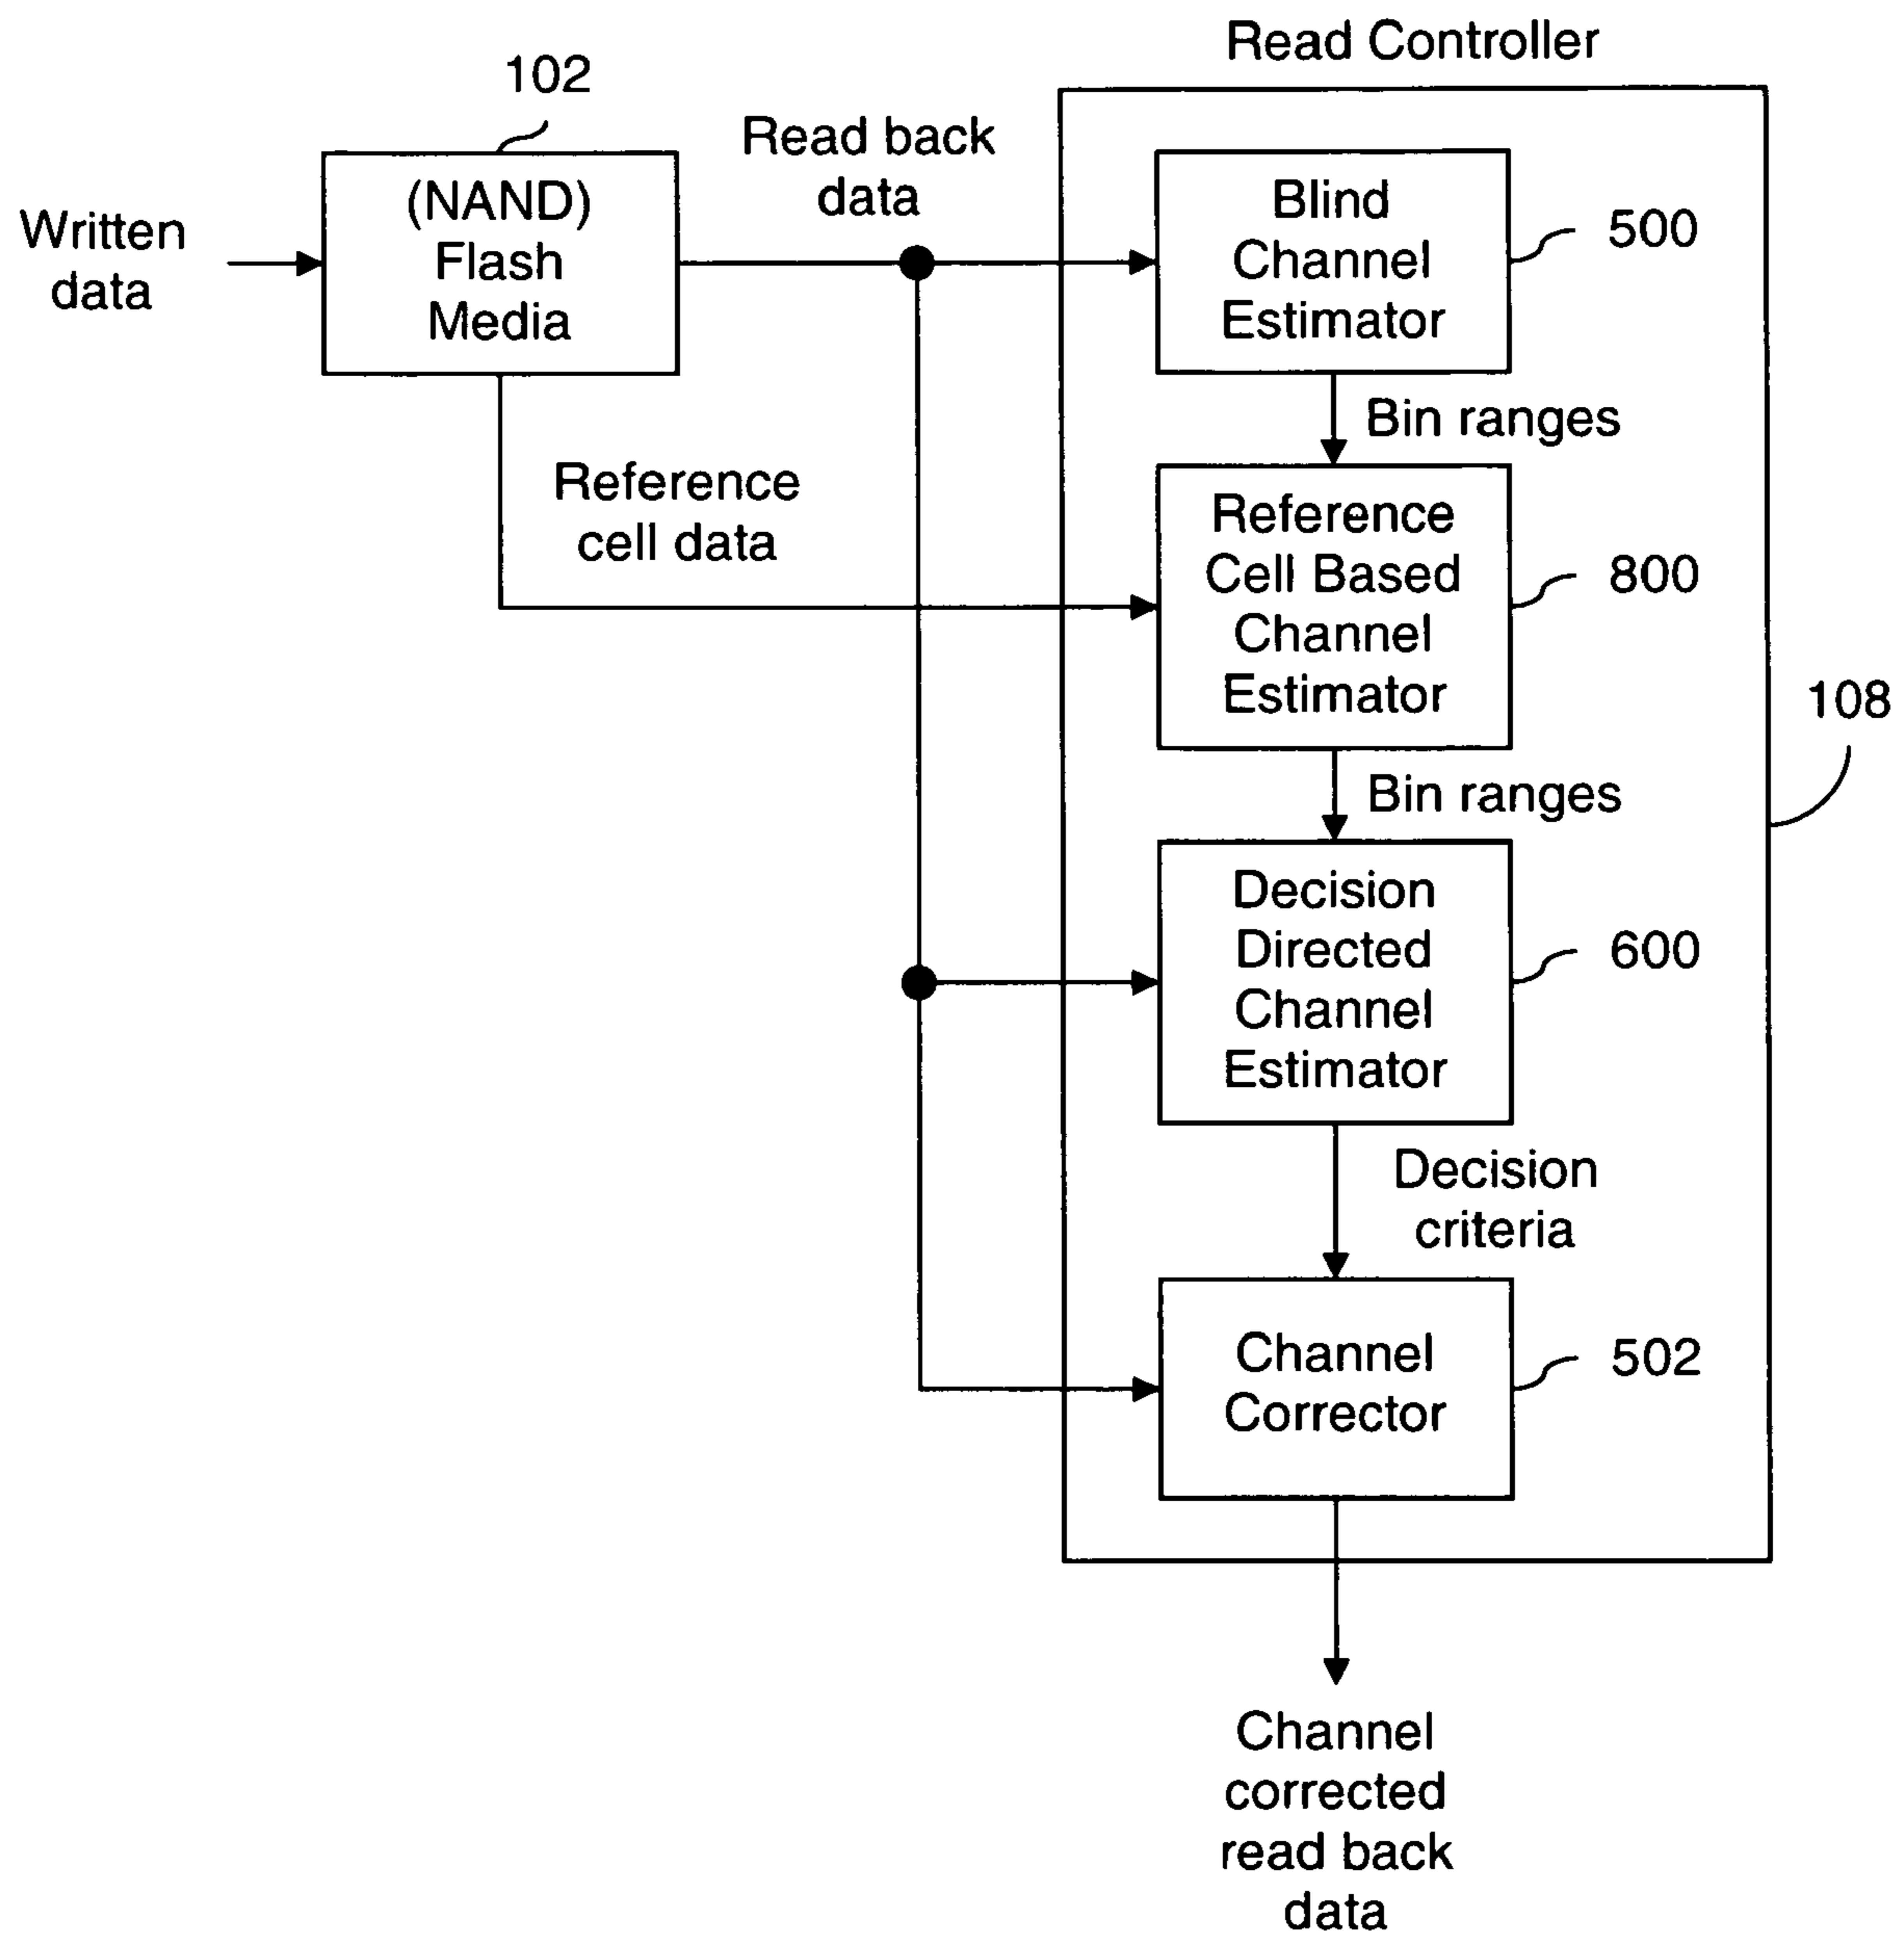 Read Controller
102
Read back
data
Written
data
(NAND)
Flash
Media
Blind
Channel
Estimator
500
Bin ranges
Reference
cell data
Reference
Cell Based
Channel
Estimator
800
108
Bin ranges
Decision
Directed
Channel
Estimator
600
Decision
criteria
Channel
Corrector
502
Channel
corrected
read back
data